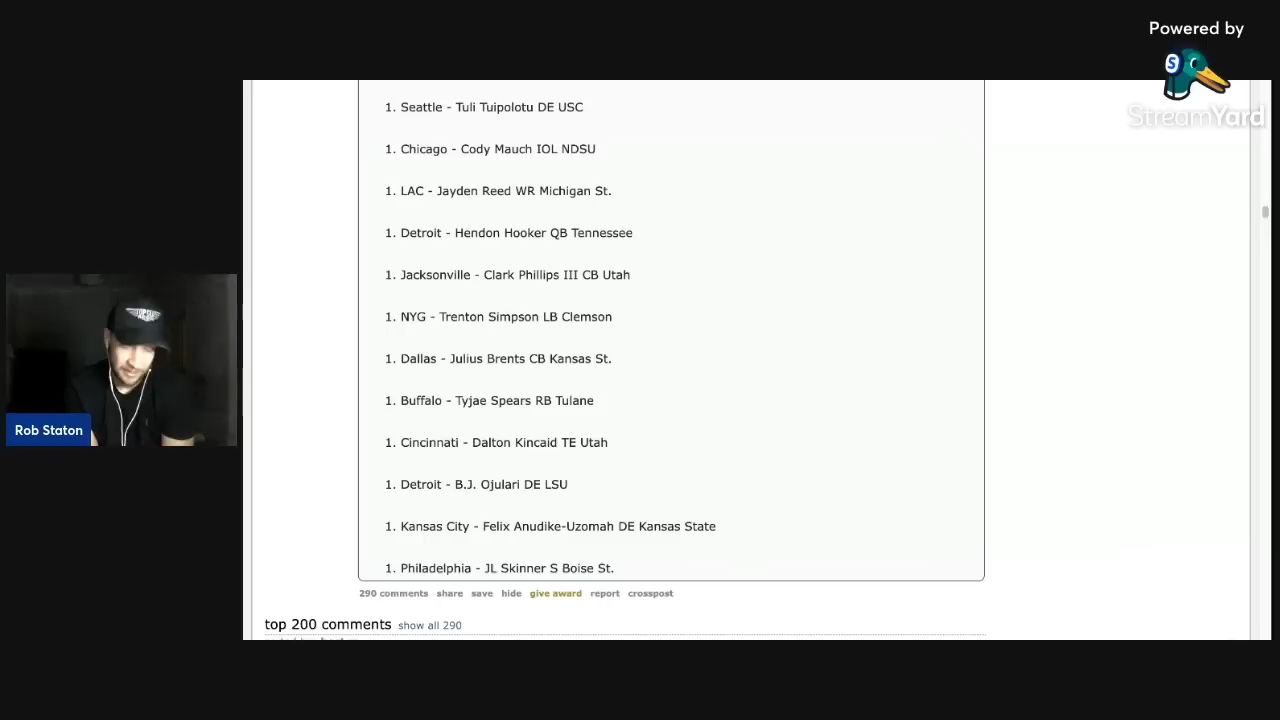 Powered by
S
StreamYard
1. Seattle - Tuli Tuipolotu DE USC
1. Chicago - Cody Mauch IOL NDSU
1. LAC - Jayden Reed WR Michigan St.
1. Detroit - Hendon Hooker QB Tennessee
1. Jacksonville - Clark Phillips III CB Utah
1. NYG - Trenton Simpson LB Clemson
1. Dallas - Julius Brents CB Kansas St.
1. Buffalo - Tyjae Spears RB Tulane
1. Cincinnati - Dalton Kincaid TE Utah
1. Detroit - B.J. Ojulari DE LSU
1. Kansas City - Felix Anudike-Uzomah DE Kansas State
1. Philadelphia - JL Skinner S Boise St.
290 comments share save hide give award report crosspost
top 200 comments show all 290
Rob Staton